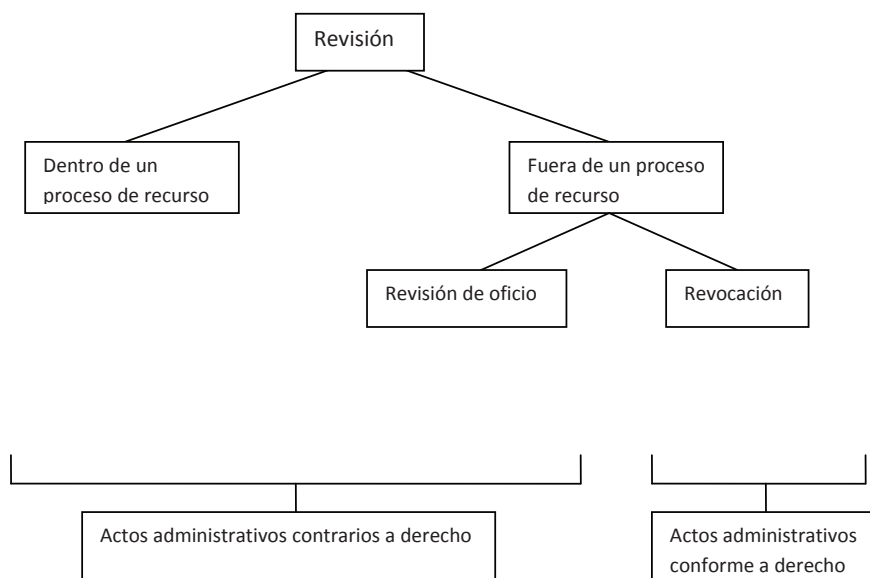 Revisión
Dentro de un
proceso de recurso
Fuera de un proceso
de recurso
Revisión de oficio
Revocación
Actos administrativos contrarios a derecho
Actos administrativos
conforme a derecho